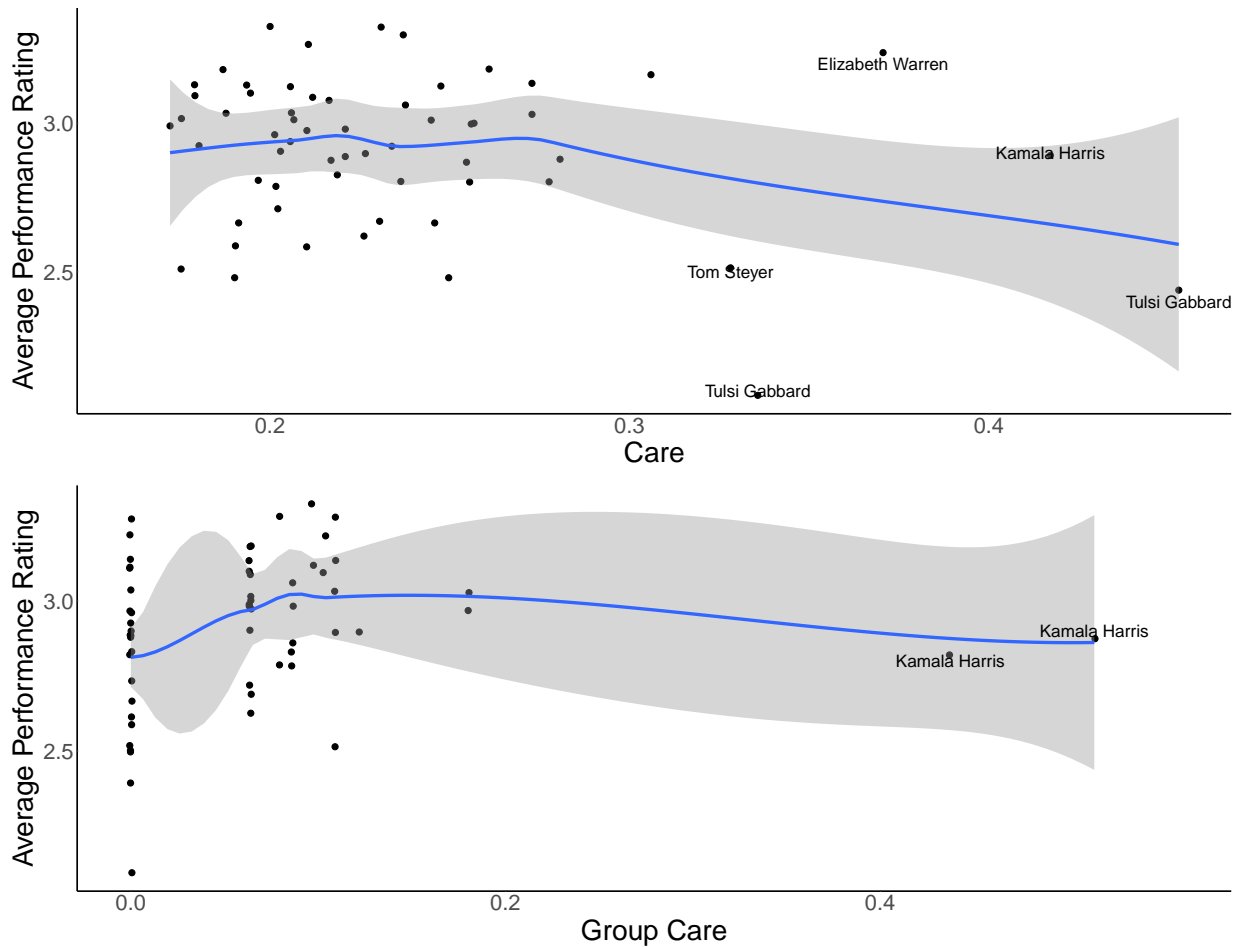 Average Performance Rating
3.0
2.5
Elizabeth Warren
Kamala Harris
Tom Steyer
Tulsi Gabbard
Tulsi Gabbard
0.2
0.3
0.4
Care
Average Performance Rating
3.0
2.5
Kamala Harris
Kamala Harris
0.0
0.2
0.4
Group Care